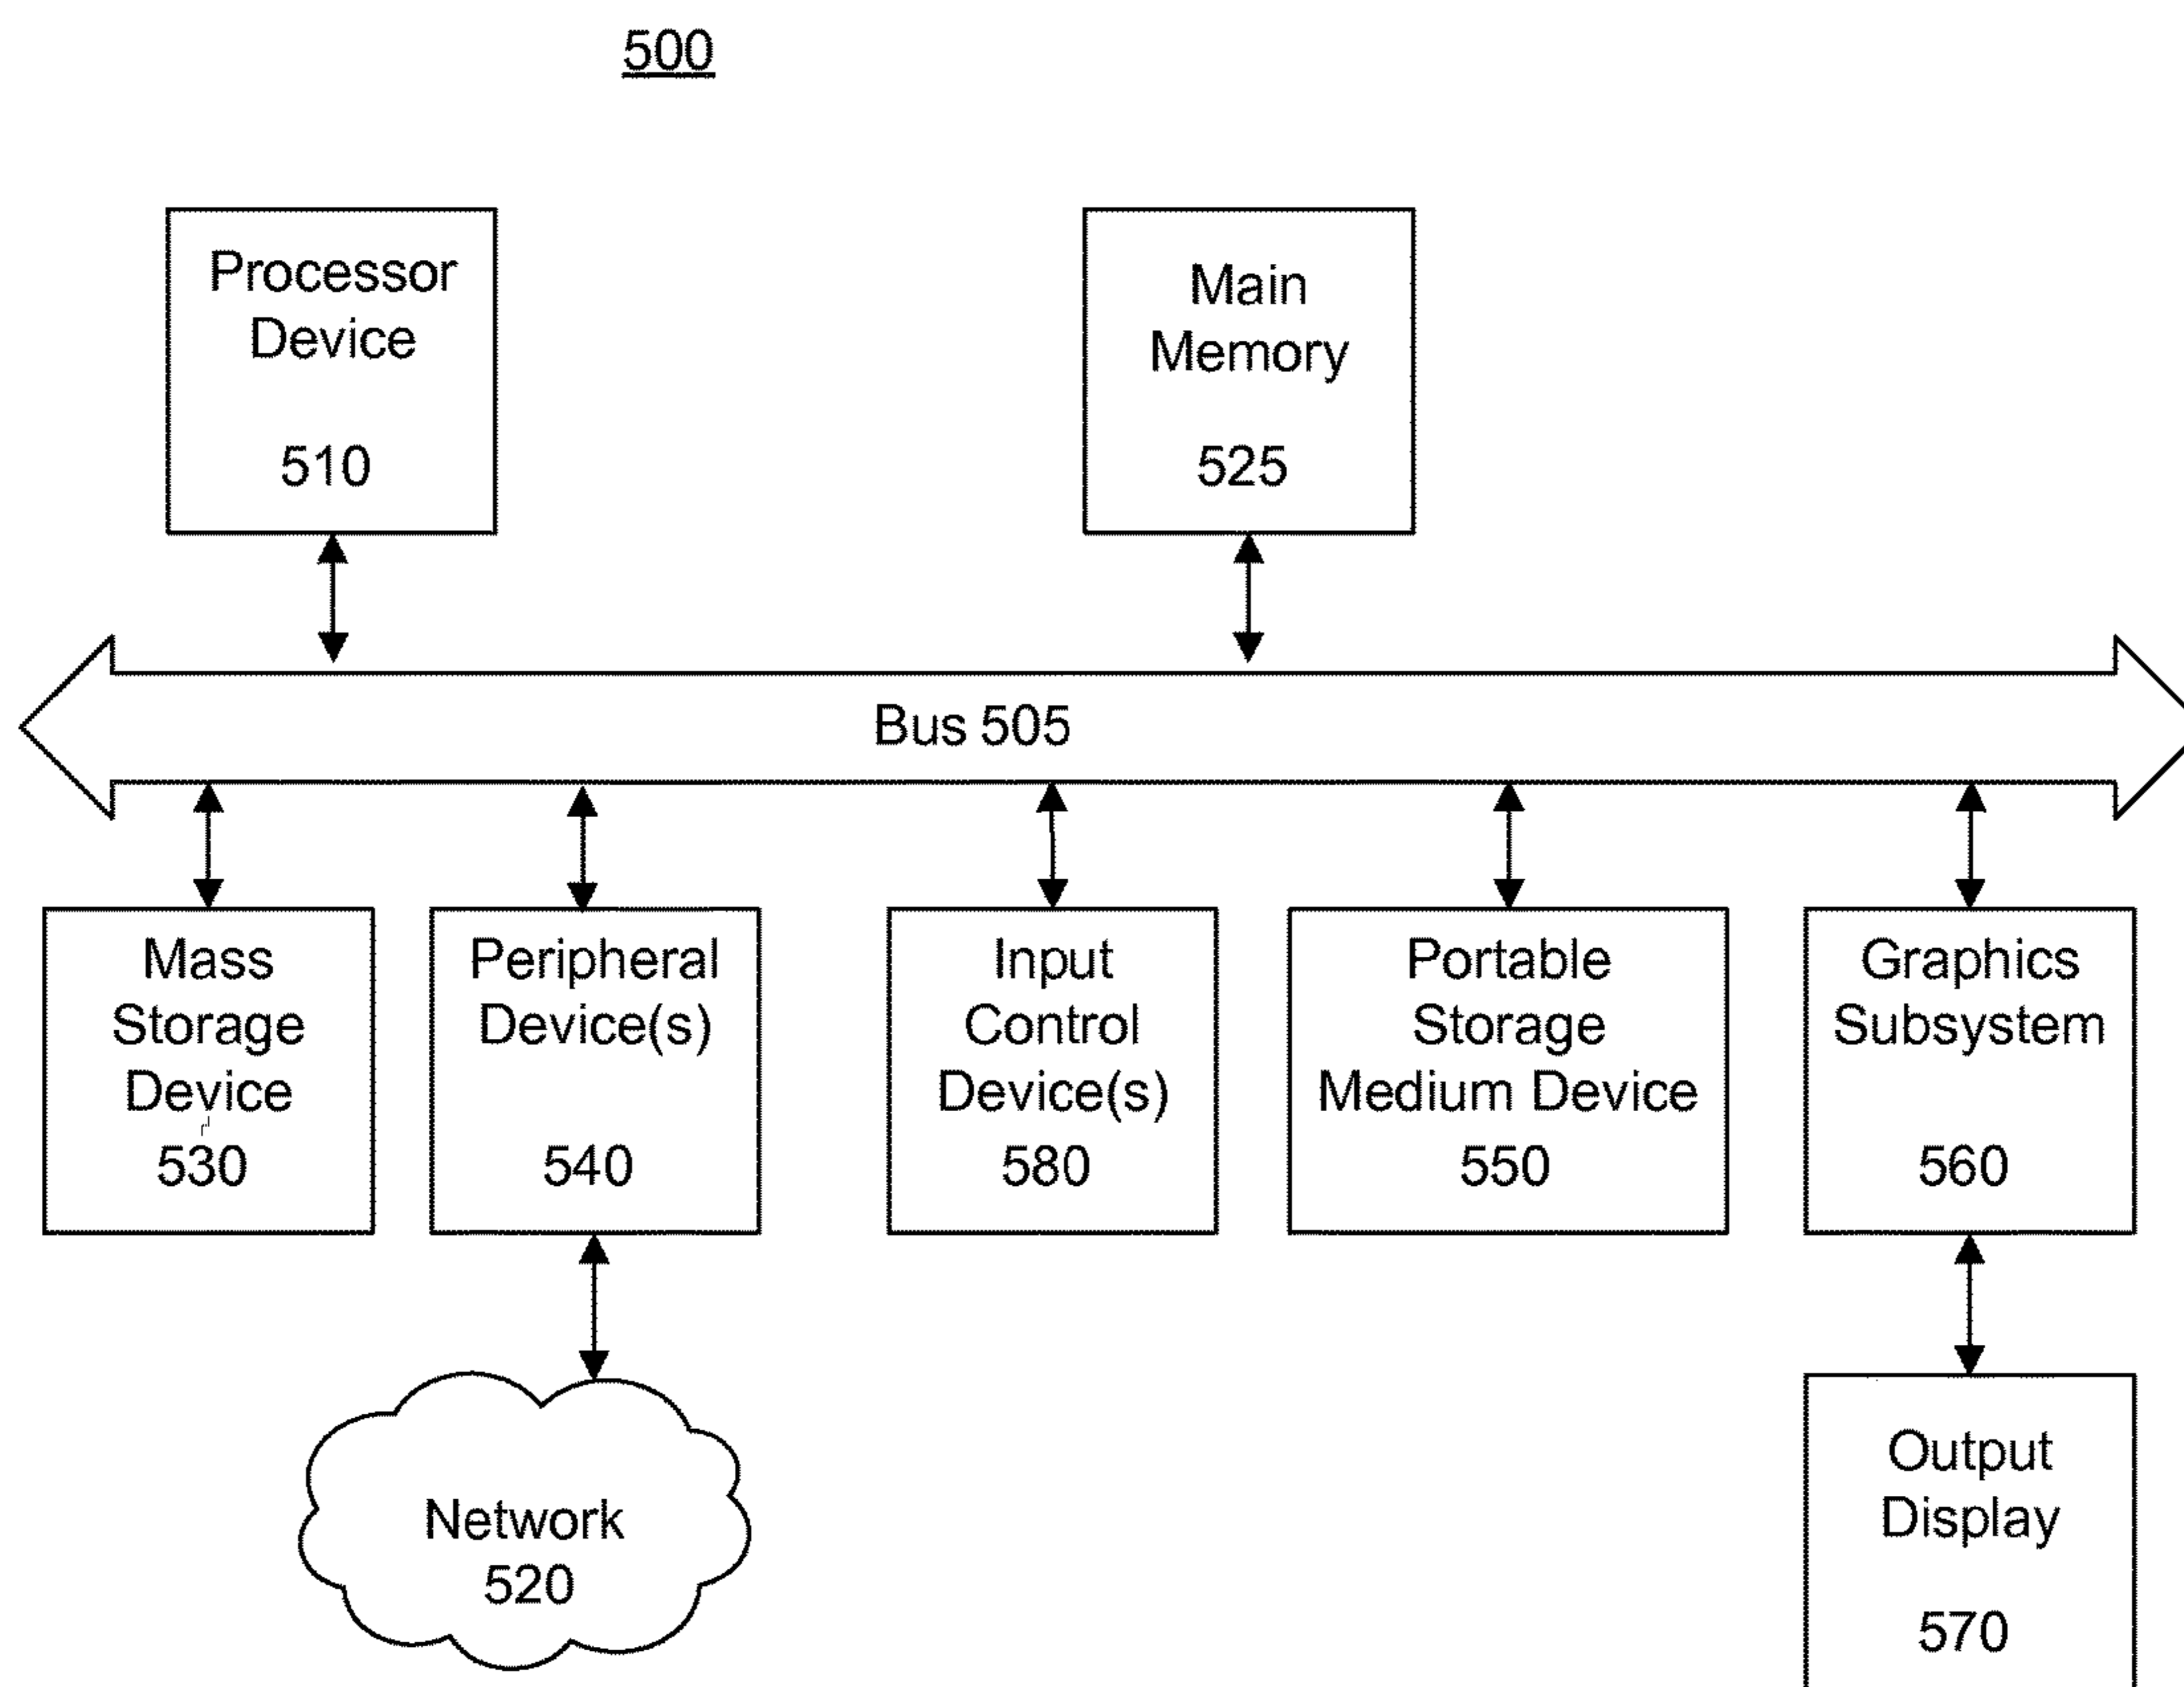 500
Processor
Device
510
Main
Memory
525
Bus 505
Mass
Storage
Device
530
Peripheral
Device(s)
540
Input
Control
Device(s)
580
Portable
Storage
Medium Device
550
Graphics
Subsystem
560
Network
520
Output
Display
570